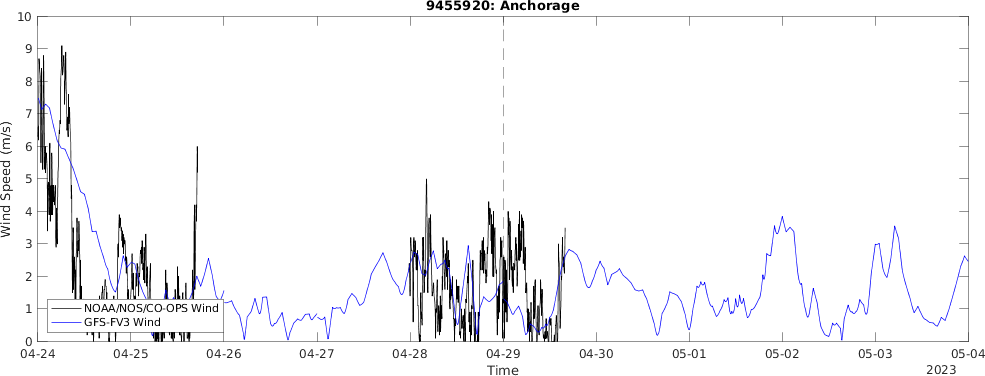 9455920: Anchorage
10
9
8
7
6
5
4
3
2
1
0
Wind Speed (m/s)
NOAA/NOS/CO-OPS Wind
GFS-FV3 Wind
04-24 04-25 04-26 04-27 04-28 04-29 04-30 05-01 05-02 05-03 05-04
Time
2023